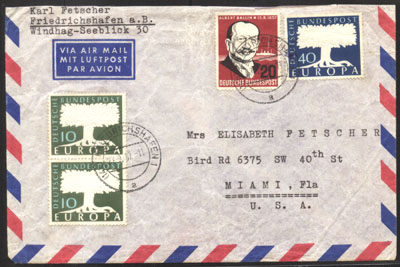 Karl Fetscher
Friedrichshafen a.B.
Windhag-Seeblick 30
VIA AIR MAIL
MIT LUFTPOST
PAR AVION
ALBERT BALLIN
DEUTSCHE BUNDESPOST
20
DEUTSCHE BUNDESPOST
40
EUROPA
DEUTSCHE BUNDESPOST
10
EUROPA
DEUTSCHE BUNDESPOST
10
EUROPA
a
a
Mrs ELISABETH FETSCHER
Bird Rd 6375 SW 40th St
MIAMI, Fla
U. S. A.